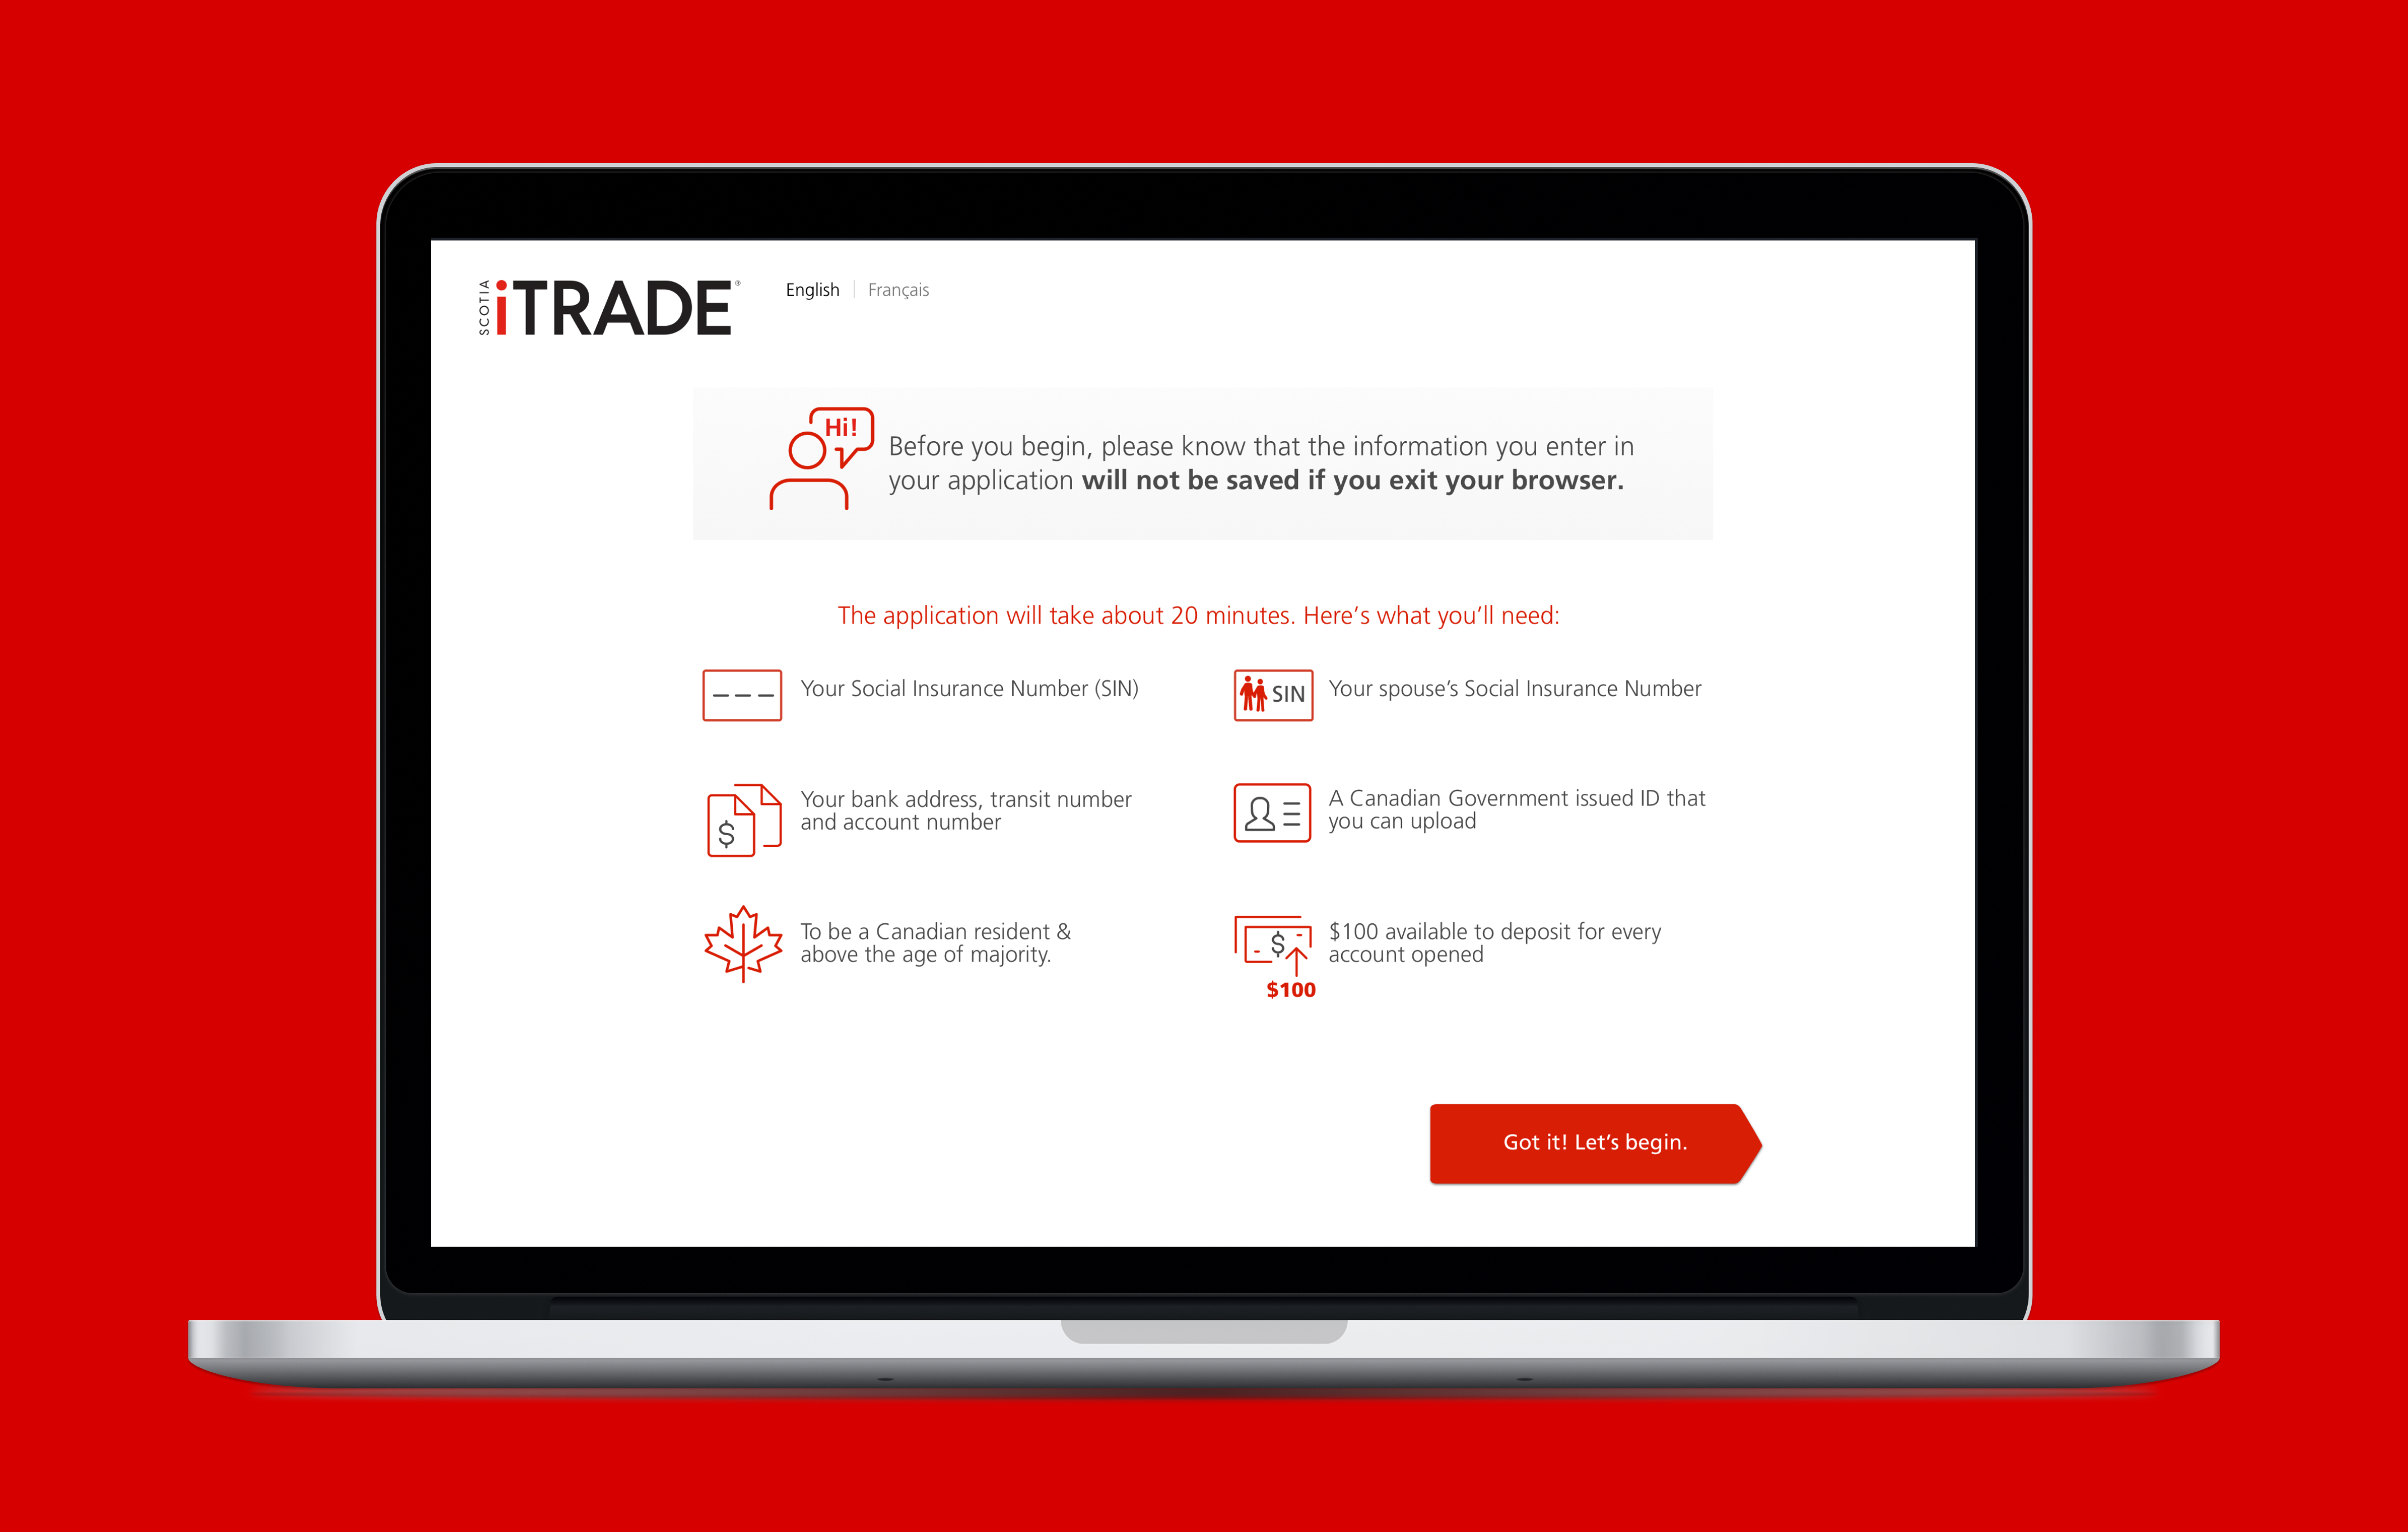 SCOTIA
iTRADE®
English | Français
Hi!
Before you begin, please know that the information you enter in
your application will not be saved if you exit your browser.
The application will take about 20 minutes. Here’s what you’ll need:
Your Social Insurance Number (SIN)
SIN
Your spouse’s Social Insurance Number
$
Your bank address, transit number
and account number
A Canadian Government issued ID that
you can upload
To be a Canadian resident &
above the age of majority.
$
$100
$100 available to deposit for every
account opened
Got it! Let’s begin.